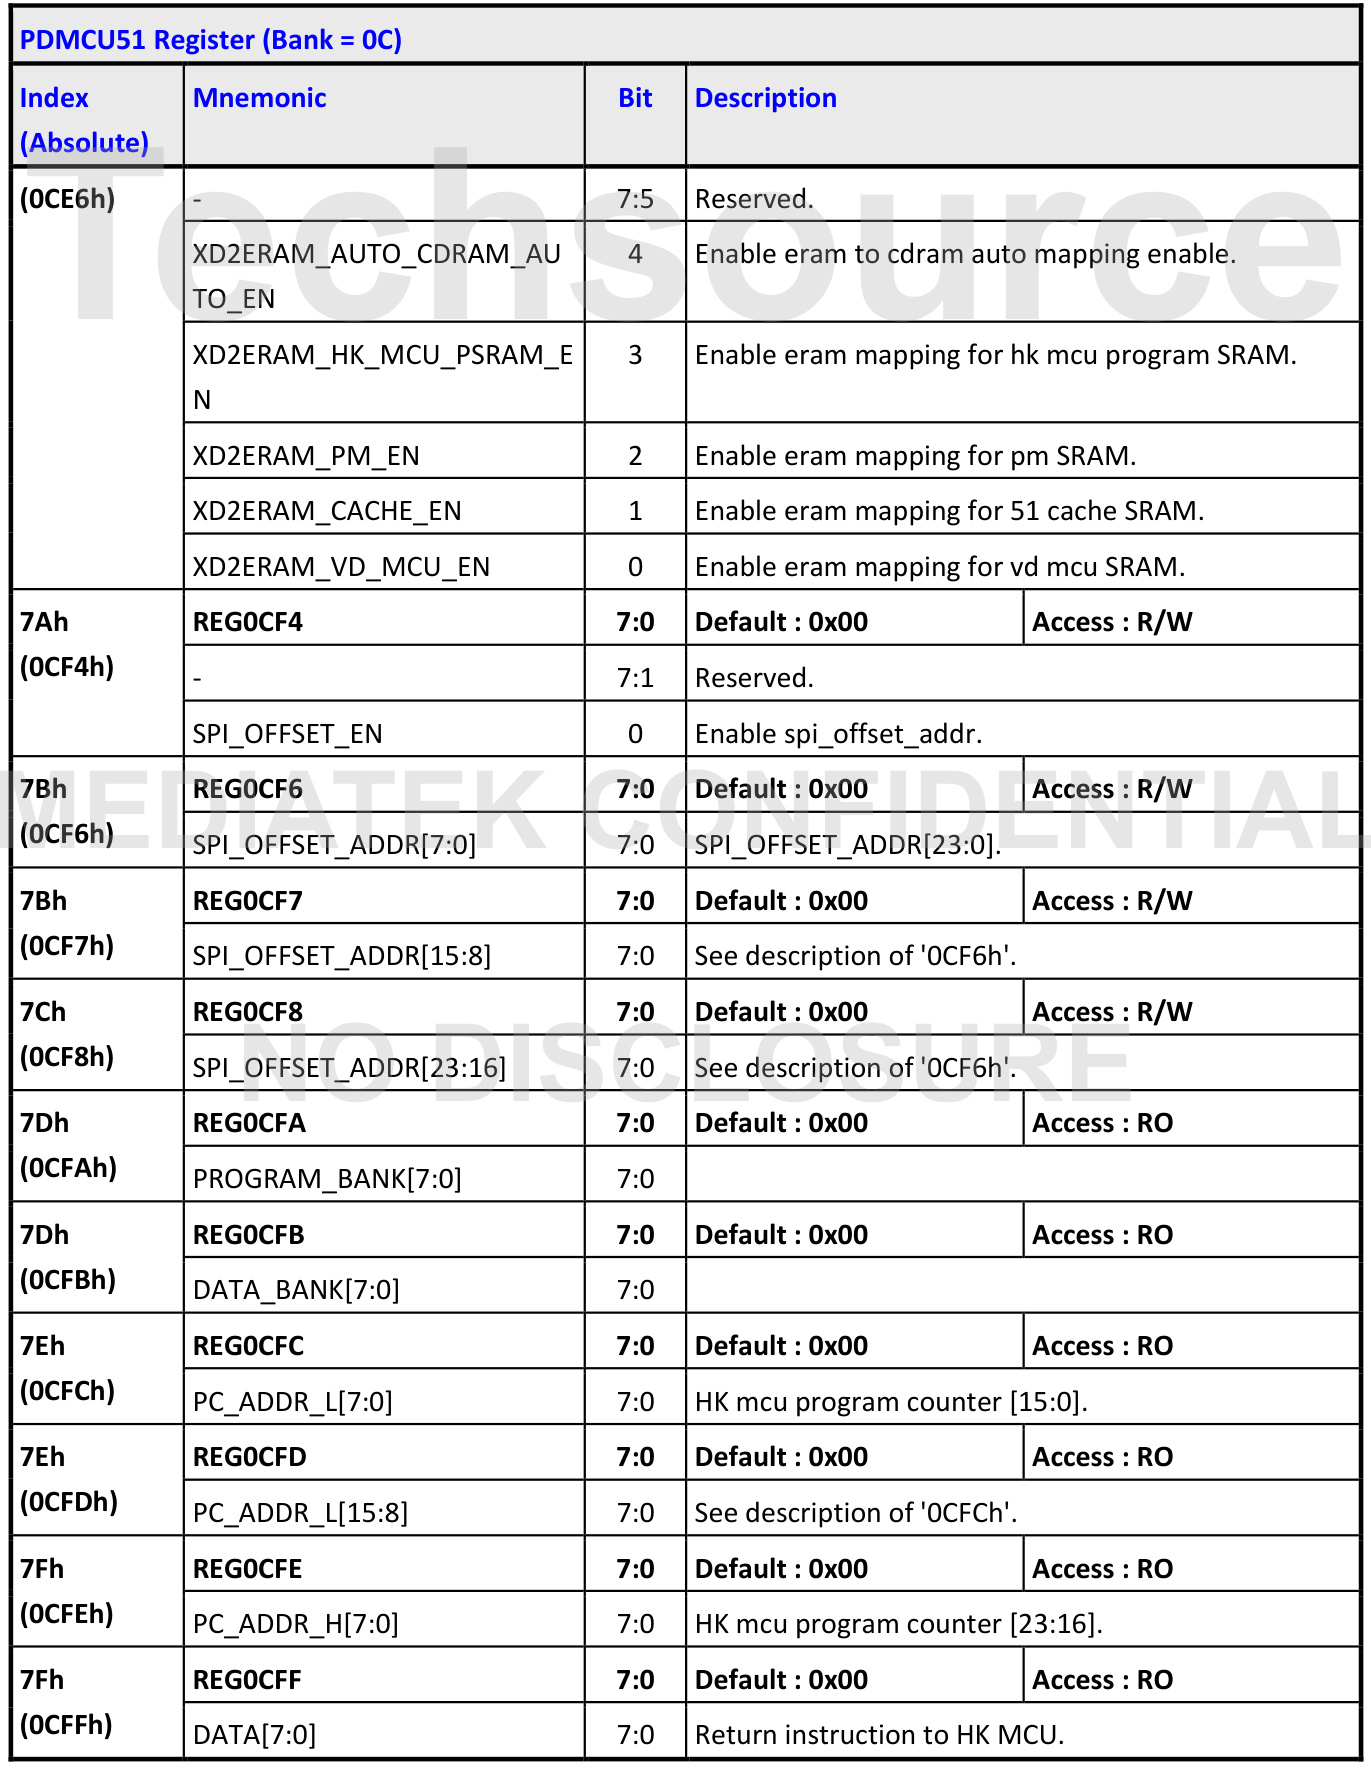 PDMCU51 Register (Bank = 0C)
Index
(Absolute)
Mnemonic
Bit
Description
(0CE6h)
-
7:5
Reserved.
XD2ERAM_AUTO_CDRAM_AU
TO_EN
4
Enable eram to cdram auto mapping enable.
XD2ERAM_HK_MCU_PSRAM_E
N
3
Enable eram mapping for hk mcu program SRAM.
XD2ERAM_PM_EN
2
Enable eram mapping for pm SRAM.
XD2ERAM_CACHE_EN
1
Enable eram mapping for 51 cache SRAM.
XD2ERAM_VD_MCU_EN
0
Enable eram mapping for vd mcu SRAM.
Techsource
7Ah
(0CF4h)
REG0CF4
7:0
Default : 0x00
Access : R/W
-
7:1
Reserved.
SPI_OFFSET_EN
0
Enable spi_offset_addr.
7Bh
(0CF6h)
REG0CF6
7:0
Default : 0x00
Access : R/W
SPI_OFFSET_ADDR[7:0]
7:0
SPI_OFFSET_ADDR[23:0].
MEDIATEK CONFIDENTIAL
7Bh
(0CF7h)
REG0CF7
7:0
Default : 0x00
Access : R/W
SPI_OFFSET_ADDR[15:8]
7:0
See description of '0CF6h'.
7Ch
(0CF8h)
REG0CF8
7:0
Default : 0x00
Access : R/W
SPI_OFFSET_ADDR[23:16]
7:0
See description of '0CF6h'.
NO DISCLOSURE
7Dh
(0CFAh)
REG0CFA
7:0
Default : 0x00
Access : RO
PROGRAM_BANK[7:0]
7:0
7Dh
(0CFBh)
REG0CFB
7:0
Default : 0x00
Access : RO
DATA_BANK[7:0]
7:0
7Eh
(0CFCh)
REG0CFC
7:0
Default : 0x00
Access : RO
PC_ADDR_L[7:0]
7:0
HK mcu program counter [15:0].
7Eh
(0CFDh)
REG0CFD
7:0
Default : 0x00
Access : RO
PC_ADDR_L[15:8]
7:0
See description of '0CFCh'.
7Fh
(0CFEh)
REG0CFE
7:0
Default : 0x00
Access : RO
PC_ADDR_H[7:0]
7:0
HK mcu program counter [23:16].
7Fh
(0CFFh)
REG0CFF
7:0
Default : 0x00
Access : RO
DATA[7:0]
7:0
Return instruction to HK MCU.